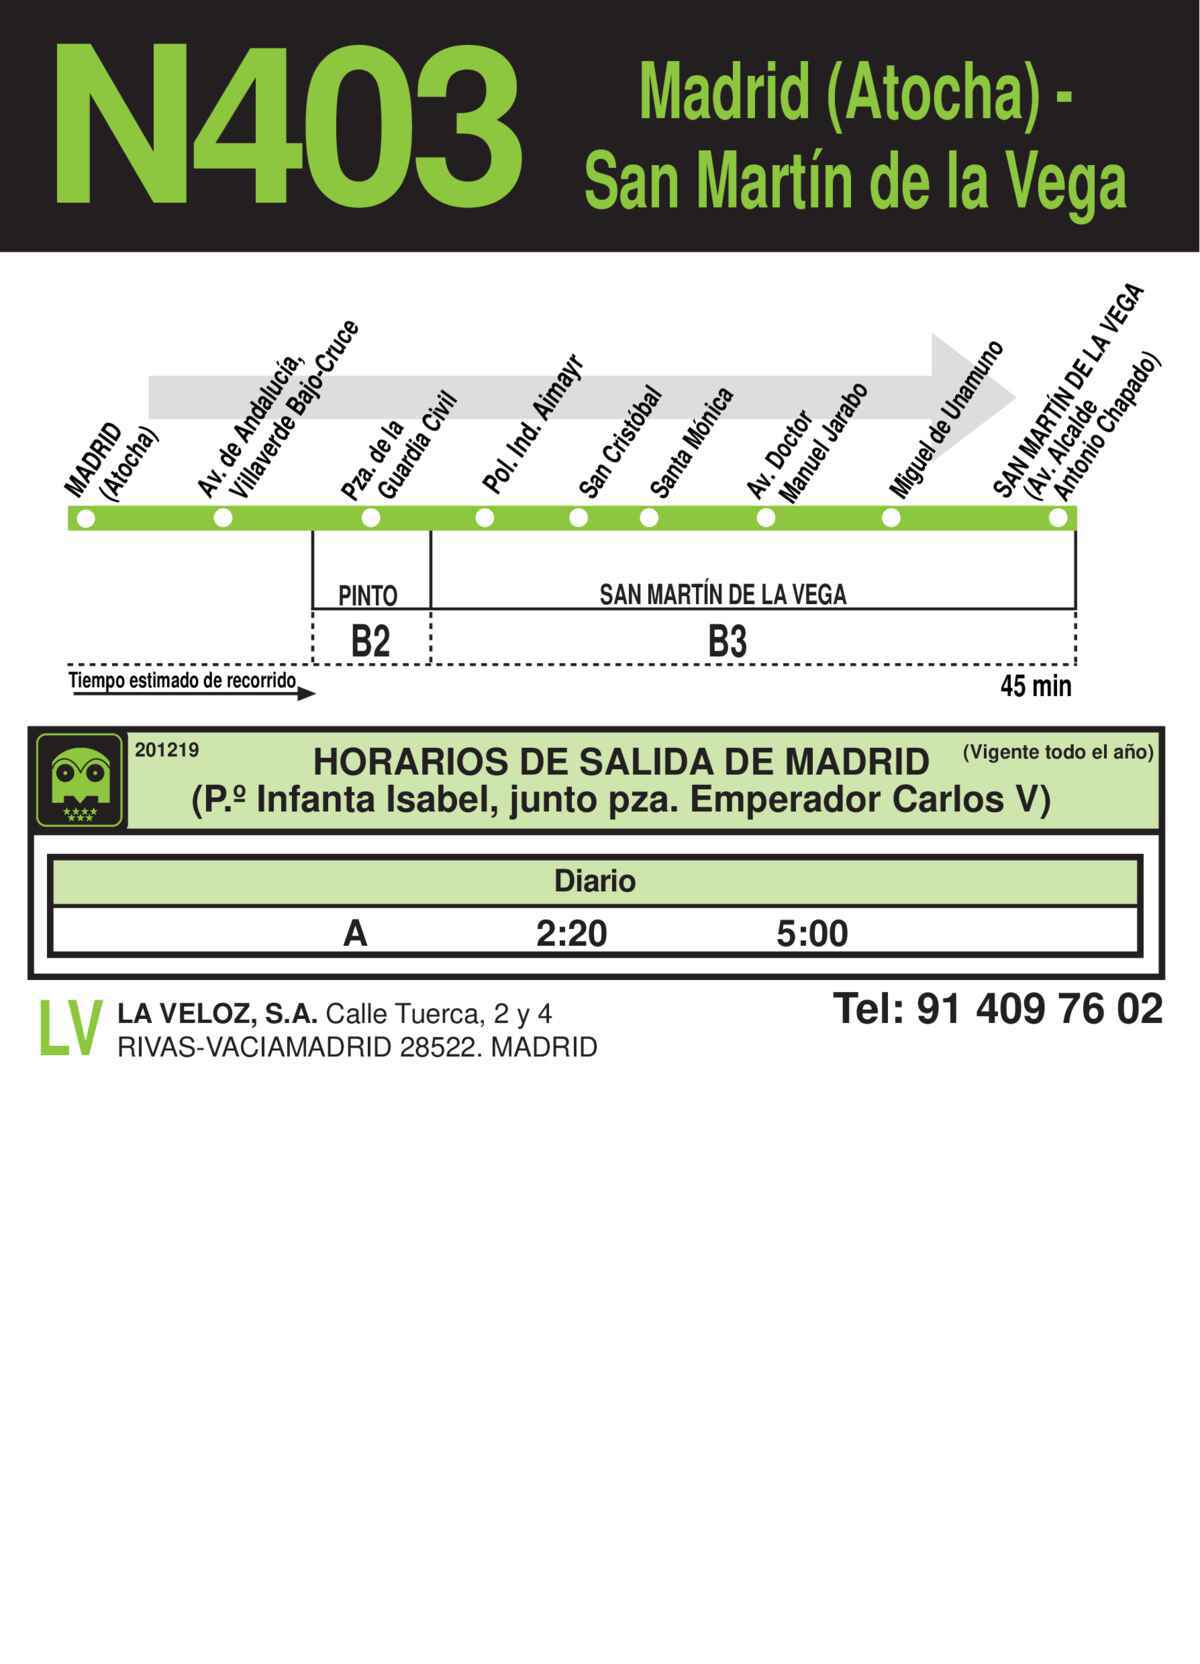 N403
Madrid (Atocha) -
San Martín de la Vega
MADRID
(Atocha)
Av. de Andalucía,
Villaverde Bajo-Cruce
Pza. de la
Guardia Civil
Pol. Ind. Aimayr
San Cristóbal
Santa Mónica
Av. Doctor
Manuel Jarabo
Miguel de Unamuno
SAN MARTÍN DE LA VEGA
(Av. Alcalde
Antonio Chapado)
PINTO
SAN MARTÍN DE LA VEGA
B2
B3
Tiempo estimado de recorrido
45 min
201219
HORARIOS DE SALIDA DE MADRID
(Vigente todo el año)
(P.º Infanta Isabel, junto pza. Emperador Carlos V)
Diario
A 2:20 5:00
LV
LA VELOZ, S.A. Calle Tuerca, 2 y 4
RIVAS-VACIAMADRID 28522. MADRID
Tel: 91 409 76 02